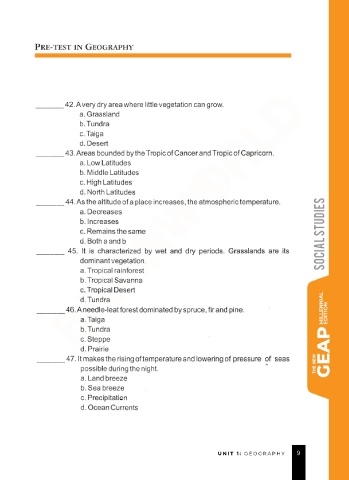 PRE-TEST IN GEOGRAPHY
_______ 42. A very dry area where little vegetation can grow.
a. Grassland
b. Tundra
c. Taiga
d. Desert
_______ 43. Areas bounded by the Tropic of Cancer and Tropic of Capricorn.
a. Low Latitudes
b. Middle Latitudes
c. High Latitudes
d. North Latitudes
_______ 44. As the altitude of a place increases, the atmospheric temperature.
a. Decreases
b. Increases
c. Remains the same
d. Both a and b
_______ 45. It is characterized by wet and dry periods. Grasslands are its
dominant vegetation
a. Tropical rainforest
b. Tropical Savanna
c. Tropical Desert
d. Tundra
_______ 46. A needle-leaf forest dominated by spruce, fir and pine.
a. Taiga
b. Tundra
c. Steppe
d. Prairie
_______ 47. It makes the rising of temperature and lowering of pressure of seas
possible during the night.
a. Land breeze
b. Sea breeze
c. Precipitation
d. Ocean Currents
SOCIAL STUDIES
THE NEW
GEAP
MILLENNIAL
EDITION
UNIT 1: GEOGRAPHY 9